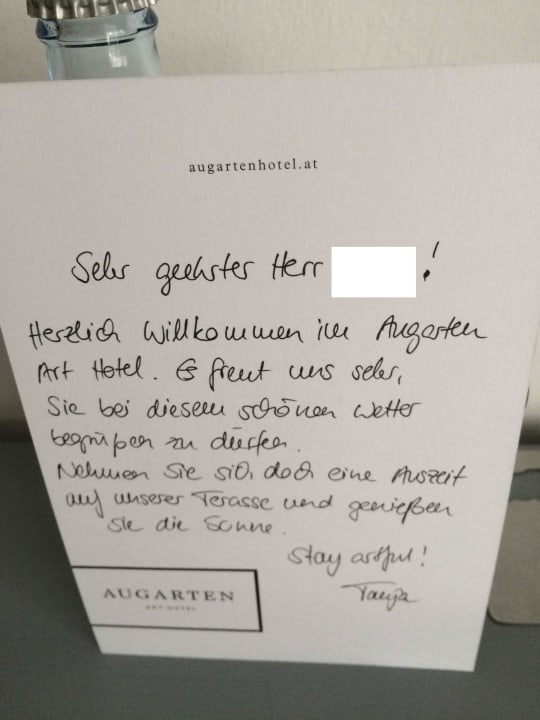 augartenhotel.at
Sehr geehrter Herr !
Herzlich Willkommen im Augarten
Art Hotel. Es freut uns sehr,
Sie bei diesem schönen Wetter
begrüßen zu dürfen.
Nehmen Sie sich doch eine Auszeit
auf unserer Terasse und genießen
Sie die Sonne.
Stay artful!
Tanja
AUGARTEN
ART HOTEL